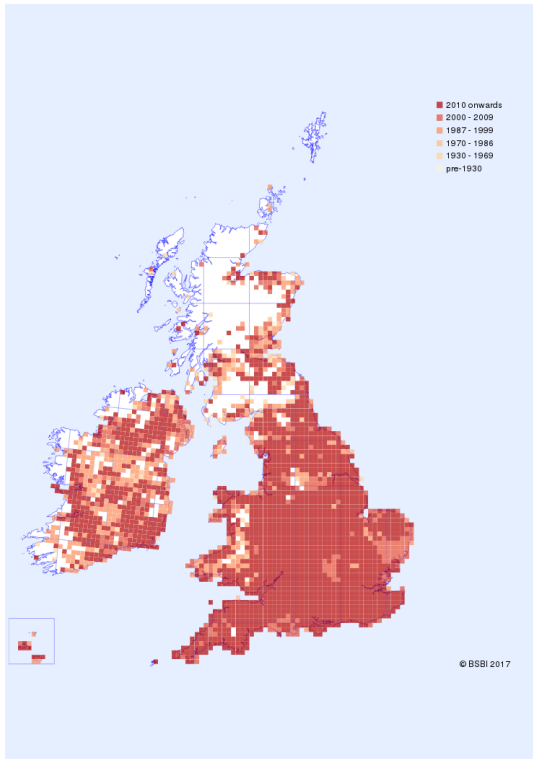 2010 onwards
2000 - 2009
1987 - 1999
1970 - 1986
1930 - 1969
pre-1930
© BSBI 2017